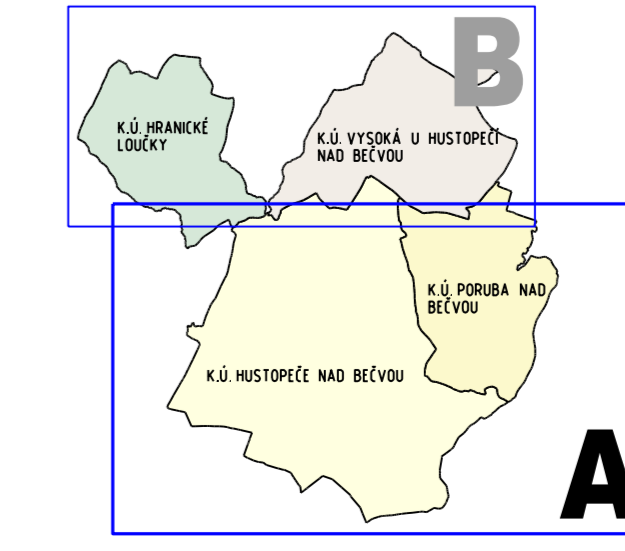 B
K.Ú. HRANICKÉ
LOUČKY
K.Ú. VYSOKÁ U HUSTOPEČÍ
NAD BEČVOU
K.Ú. PORUBA NAD
BEČVOU
K.Ú. HUSTOPEČE NAD BEČVOU
A